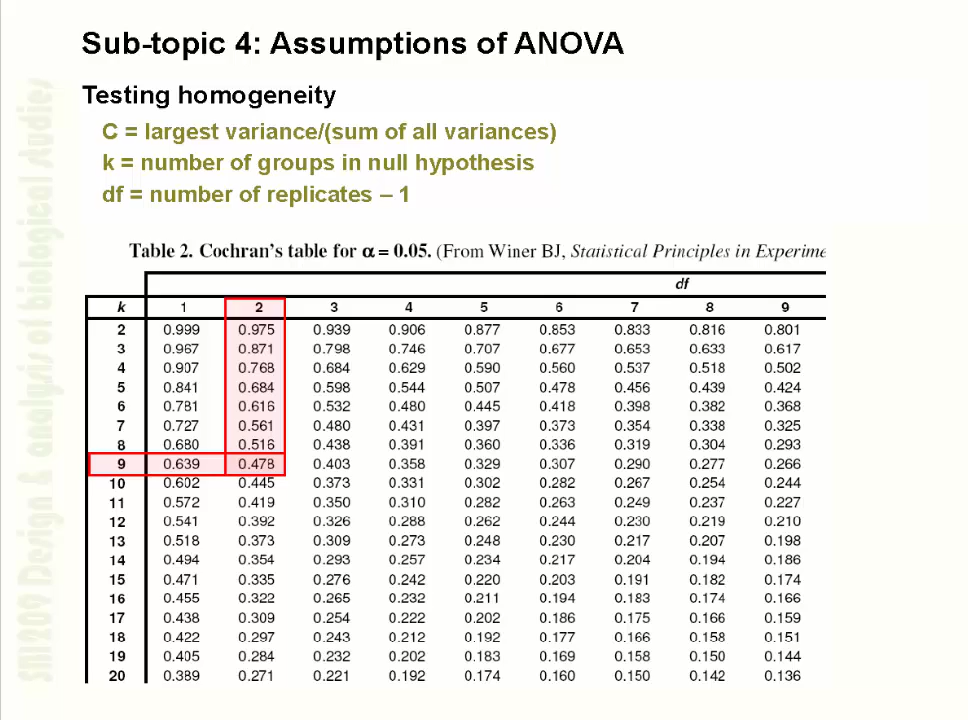 Sub-topic 4: Assumptions of ANOVA
Testing homogeneity
C = largest variance/(sum of all variances)
k = number of groups in null hypothesis
df = number of replicates – 1
Table 2. Cochran's table for α = 0.05. (From Winer BJ, Statistical Principles in Experime
df
k 1 2 3 4 5 6 7 8 9
2 0.999 0.975 0.939 0.906 0.877 0.853 0.833 0.816 0.801
3 0.967 0.871 0.798 0.746 0.707 0.677 0.653 0.633 0.617
4 0.907 0.768 0.684 0.629 0.590 0.560 0.537 0.518 0.502
5 0.841 0.684 0.598 0.544 0.507 0.478 0.456 0.439 0.424
6 0.781 0.616 0.532 0.480 0.445 0.418 0.398 0.382 0.368
7 0.727 0.561 0.480 0.431 0.397 0.373 0.354 0.338 0.325
8 0.680 0.516 0.438 0.391 0.360 0.336 0.319 0.304 0.293
9 0.639 0.478 0.403 0.358 0.329 0.307 0.290 0.277 0.266
10 0.602 0.445 0.373 0.331 0.302 0.282 0.267 0.254 0.244
11 0.572 0.419 0.350 0.310 0.282 0.263 0.249 0.237 0.227
12 0.541 0.392 0.326 0.288 0.262 0.244 0.230 0.219 0.210
13 0.518 0.373 0.309 0.273 0.248 0.230 0.217 0.207 0.198
14 0.494 0.354 0.293 0.257 0.234 0.217 0.204 0.194 0.186
15 0.471 0.335 0.276 0.242 0.220 0.203 0.191 0.182 0.174
16 0.455 0.322 0.265 0.232 0.211 0.194 0.183 0.174 0.166
17 0.438 0.309 0.254 0.222 0.202 0.186 0.175 0.166 0.159
18 0.422 0.297 0.243 0.212 0.192 0.177 0.166 0.158 0.151
19 0.405 0.284 0.232 0.202 0.183 0.169 0.158 0.150 0.144
20 0.389 0.271 0.221 0.192 0.174 0.160 0.150 0.142 0.136
SM1209 Design & analysis of biological studies